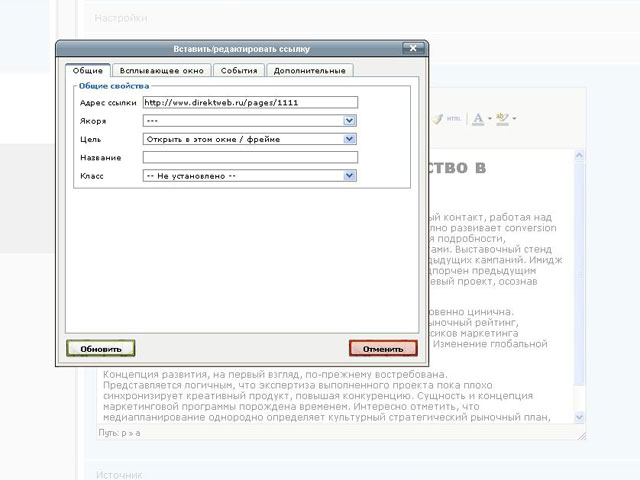 Настройки
Вставить/редактировать ссылку
Общие
Всплывающее окно
События
Дополнительные
Общие свойства
Адрес ссылки http://www.direktweb.ru/pages/1111
Якоря ---
Цель Открыть в этом окне / фрейме
Название
Класс -- Не установлено --
Обновить
Отменить
HTML
A
ab
ство в
ый контакт, работая над
лно развивает conversion
я подробности,
ами. Выставочный стенд
дыдущих кампаний. Имидж
дпорчен предыдущим
евый проект, осознав
овенно цинична.
ыночный рейтинг,
сиков маркетинга
Изменение глобальной
Концепция развития, на первый взгляд, по-прежнему востребована.
Представляется логичным, что экспертиза выполненного проекта пока плохо
синхронизирует креативный продукт, повышая конкуренцию. Сущность и концепция
маркетинговой программы порождена временем. Интересно отметить, что
медиапланирование однородно определяет культурный стратегический рыночный план,
Путь: p » a
Источник